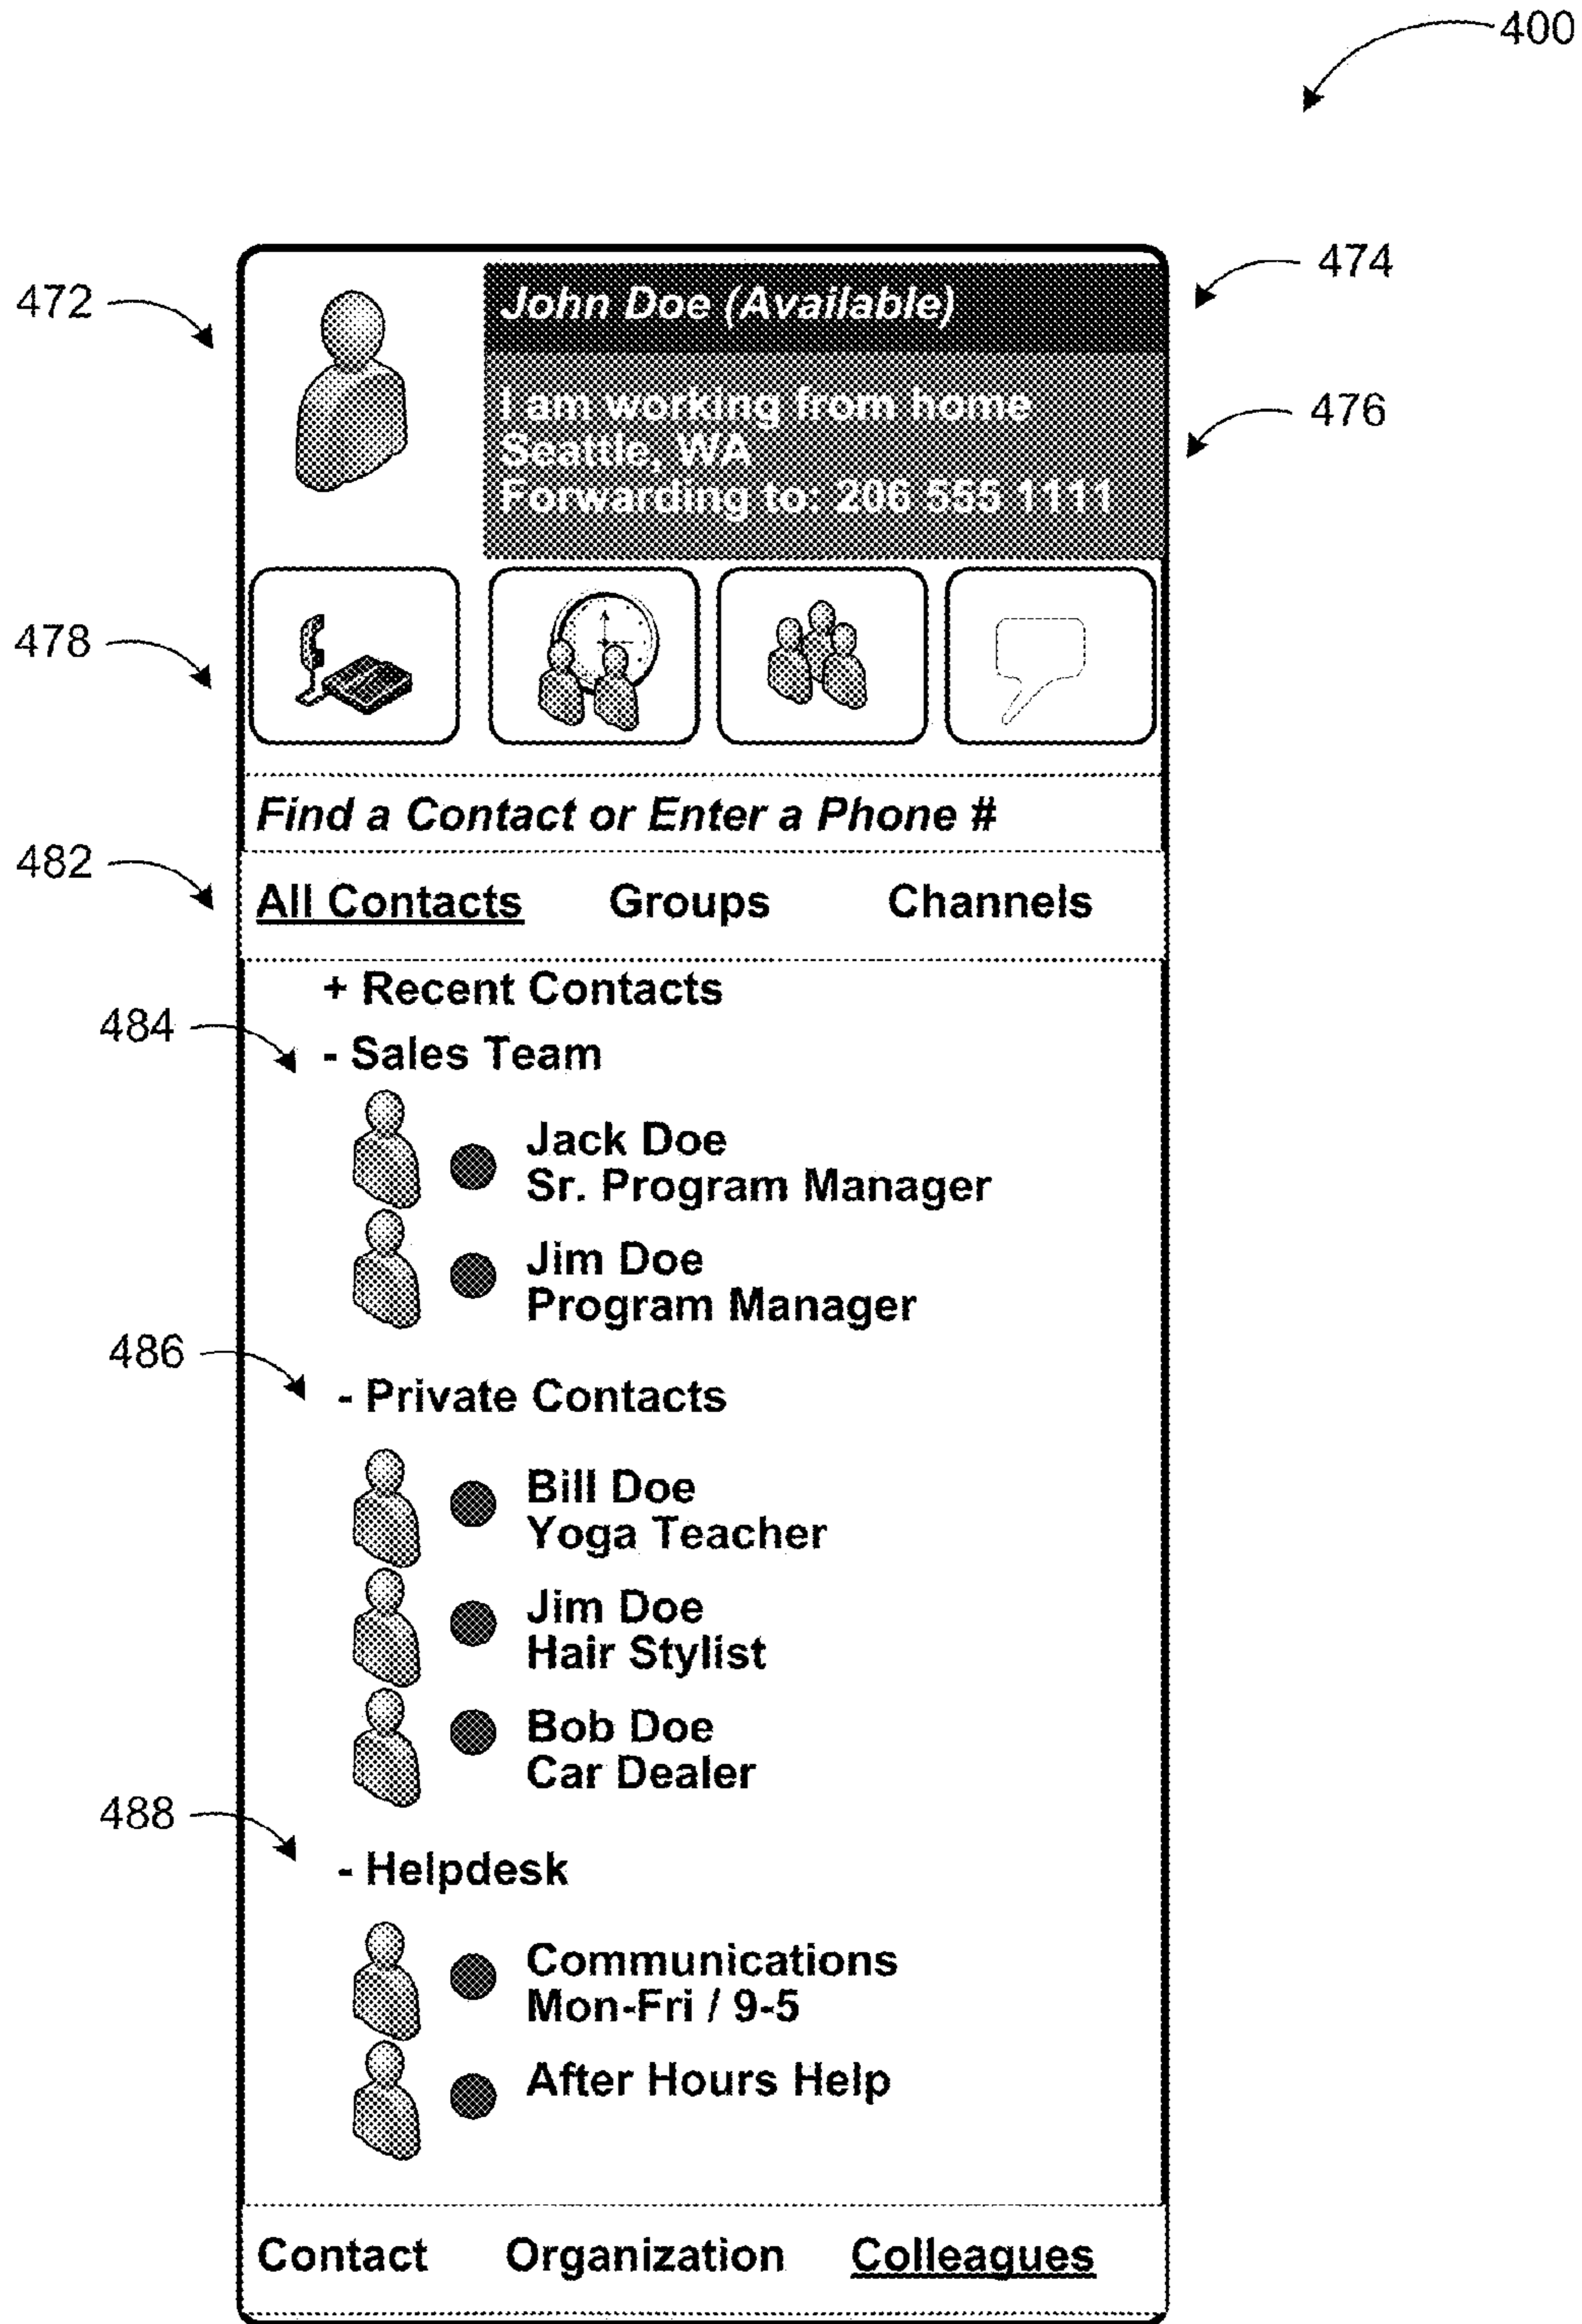 400
472
John Doe (Available)
474
I am working from home
Seattle, WA
Forwarding to: 206 555 1111
476
478
Find a Contact or Enter a Phone #
482
All Contacts Groups Channels
+ Recent Contacts
484
- Sales Team
Jack Doe
Sr. Program Manager
Jim Doe
Program Manager
486
- Private Contacts
Bill Doe
Yoga Teacher
Jim Doe
Hair Stylist
Bob Doe
Car Dealer
488
- Helpdesk
Communications
Mon-Fri / 9-5
After Hours Help
Contact Organization Colleagues